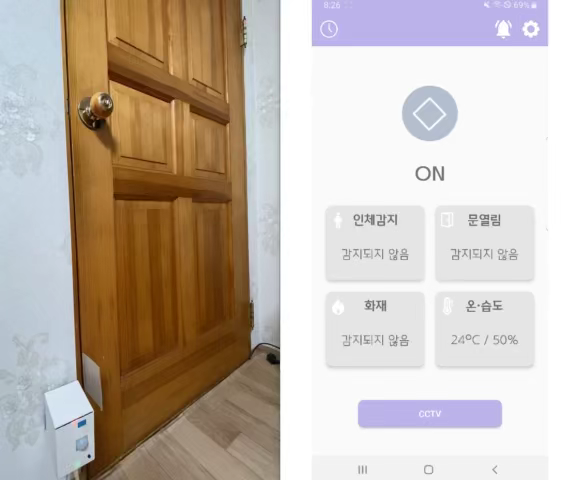 8:26
69%
ON
인체감지
감지되지 않음
문열림
감지되지 않음
화재
감지되지 않음
온·습도
24°C / 50%
CCTV